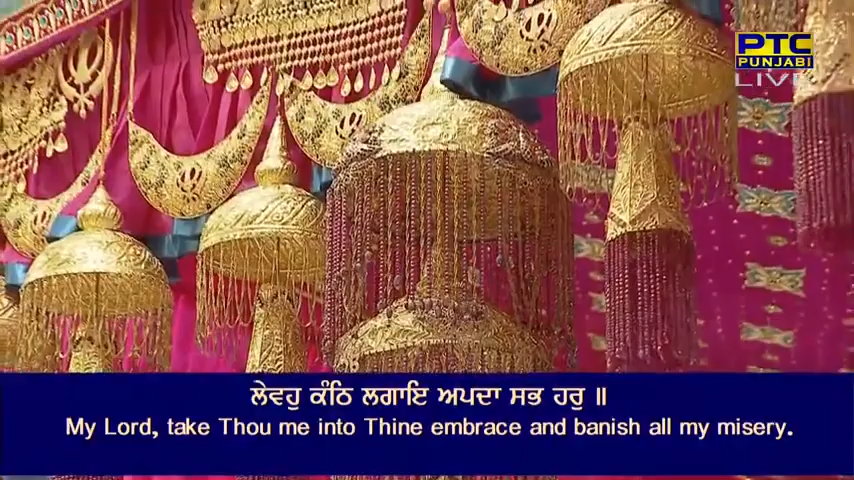 PTC
PUNJABI
LIVE
ਲੇਵਹੁ ਕੰਠਿ ਲਗਾਇ ਅਪਦਾ ਸਭ ਹਰੁ ॥
My Lord, take Thou me into Thine embrace and banish all my misery.